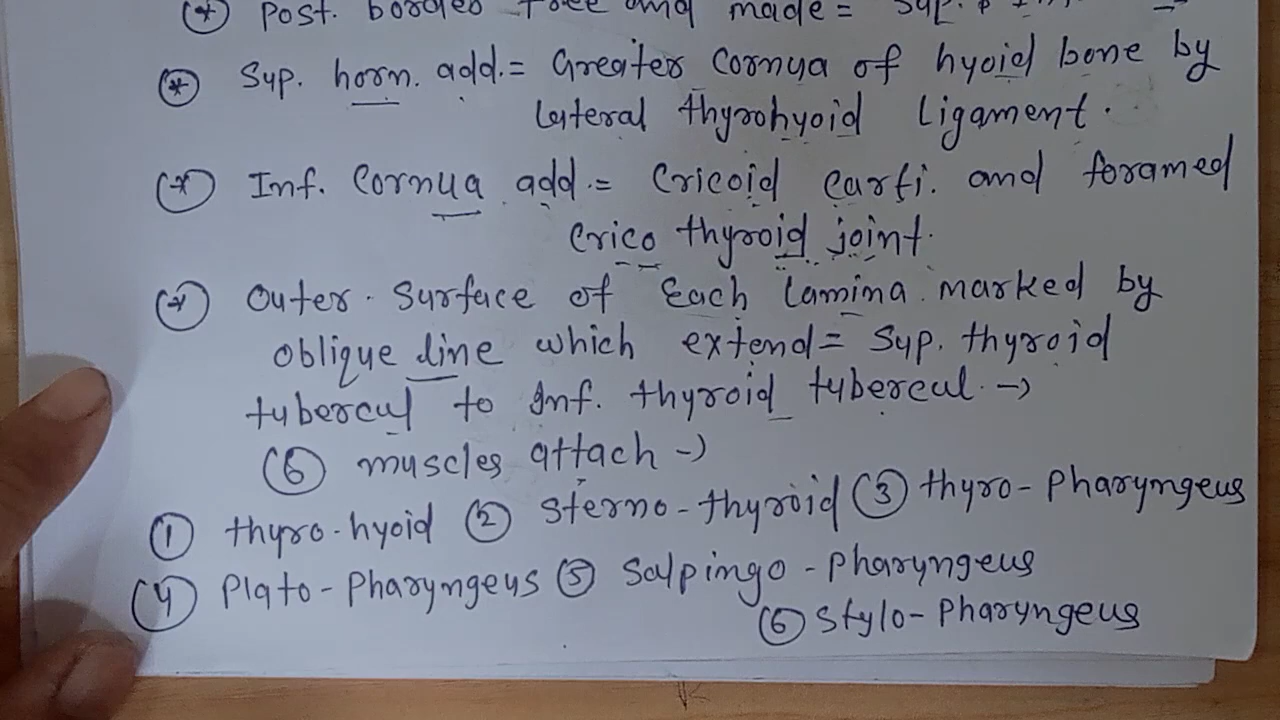 (*) Post. border free and made =
(*) Sup. horn. add. = Greater Cornya of hyoid bone by
lateral thyrohyoid Ligament.
(*) Inf. Cornua add. = Cricoid Carti. and foramed
Crico thyroid joint.
(*) Outer. Surface of Each Lamina. marked by
oblique line which extend = Sup. thyroid
tubercul to Inf. thyroid tubercul. →
(6) muscles attach →
(1) thyro-hyoid (2) Sterno-thyroid (3) thyro-Pharyngeus
(4) Plato-Pharyngeus (5) Salpingo-Pharyngeus
(6) Stylo-Pharyngeus